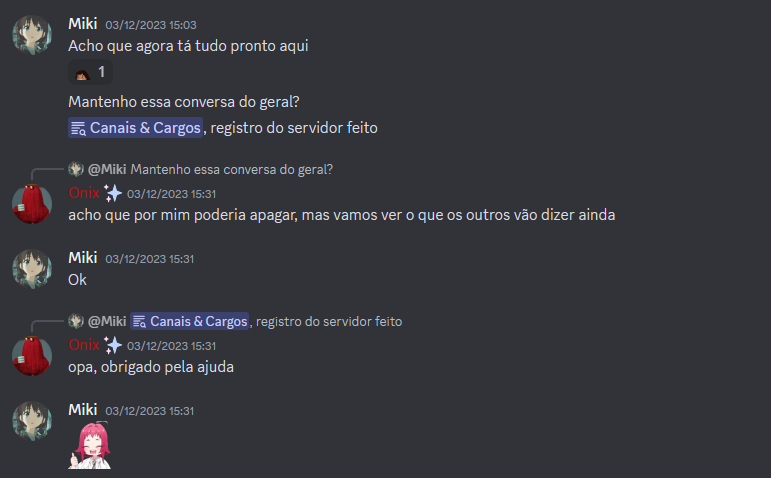 Miki 03/12/2023 15:03
Acho que agora tá tudo pronto aqui
1
Mantenho essa conversa do geral?
Canais & Cargos, registro do servidor feito
@Miki Mantenho essa conversa do geral?
Onix 03/12/2023 15:31
acho que por mim poderia apagar, mas vamos ver o que os outros vão dizer ainda
Miki 03/12/2023 15:31
Ok
@Miki Canais & Cargos, registro do servidor feito
Onix 03/12/2023 15:31
opa, obrigado pela ajuda
Miki 03/12/2023 15:31